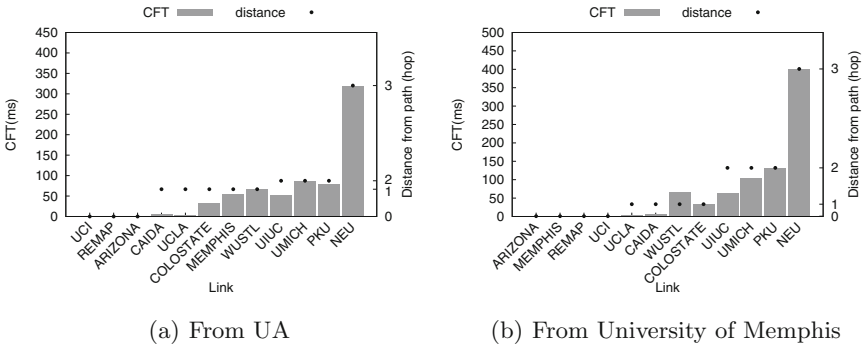 CFT distance
450
400
350
300
250
200
150
100
50
0
CFT(ms)
3
2
1
0
Distance from path (hop)
UCI
REMAP
ARIZONA
CAIDA
UCLA
COLOSTATE
MEMPHIS
WUSTL
UIUC
UMICH
PKU
NEU
Link
(a) From UA
CFT distance
500
450
400
350
300
250
200
150
100
50
0
CFT(ms)
3
2
1
0
Distance from path (hop)
ARIZONA
MEMPHIS
REMAP
UCI
UCLA
CAIDA
WUSTL
COLOSTATE
UIUC
UMICH
PKU
NEU
Link
(b) From University of Memphis